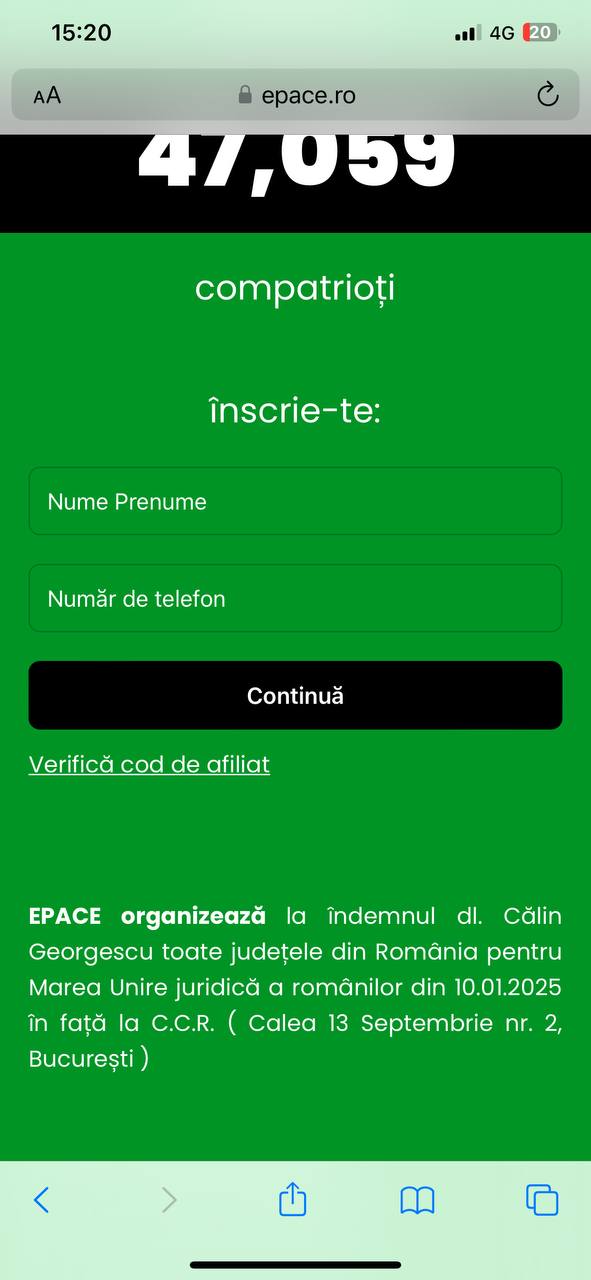 15:20
4G
20
AA
epace.ro
47,059
compatrioți
înscrie-te:
Nume Prenume
Număr de telefon
Continuă
Verifică cod de afiliat
EPACE organizează la îndemnul dl. Călin
Georgescu toate județele din România pentru
Marea Unire juridică a românilor din 10.01.2025
în față la C.C.R. ( Calea 13 Septembrie nr. 2,
București )